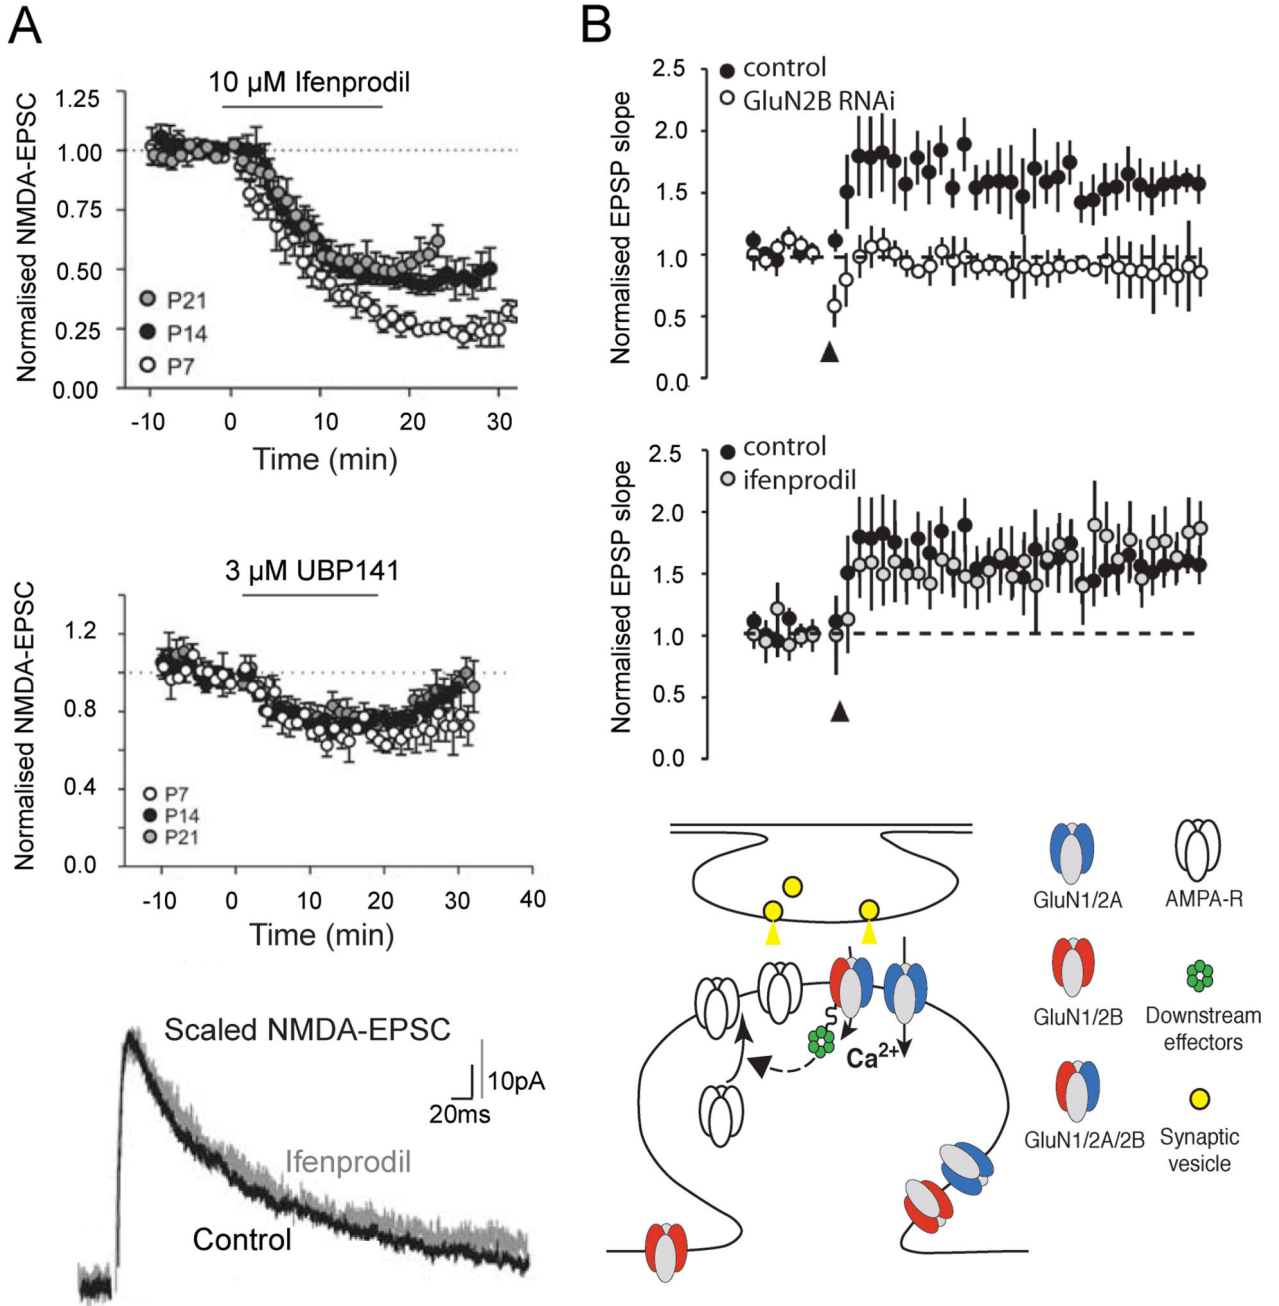 A
10 µM Ifenprodil
Normalised NMDA-EPSC
1.25
1.00
0.75
0.50
0.25
0.00
P21
P14
P7
-10 0 10 20 30
Time (min)
3 µM UBP141
Normalised NMDA-EPSC
1.2
0.8
0.4
0.0
P7
P14
P21
-10 0 10 20 30 40
Time (min)
Scaled NMDA-EPSC
10pA
20ms
Ifenprodil
Control
B
control
GluN2B RNAi
Normalised EPSP slope
2.5
2.0
1.5
1.0
0.5
0.0
control
ifenprodil
Normalised EPSP slope
2.5
2.0
1.5
1.0
0.5
0.0
Ca2+
GluN1/2A
AMPA-R
GluN1/2B
Downstream
effectors
GluN1/2A/2B
Synaptic
vesicle